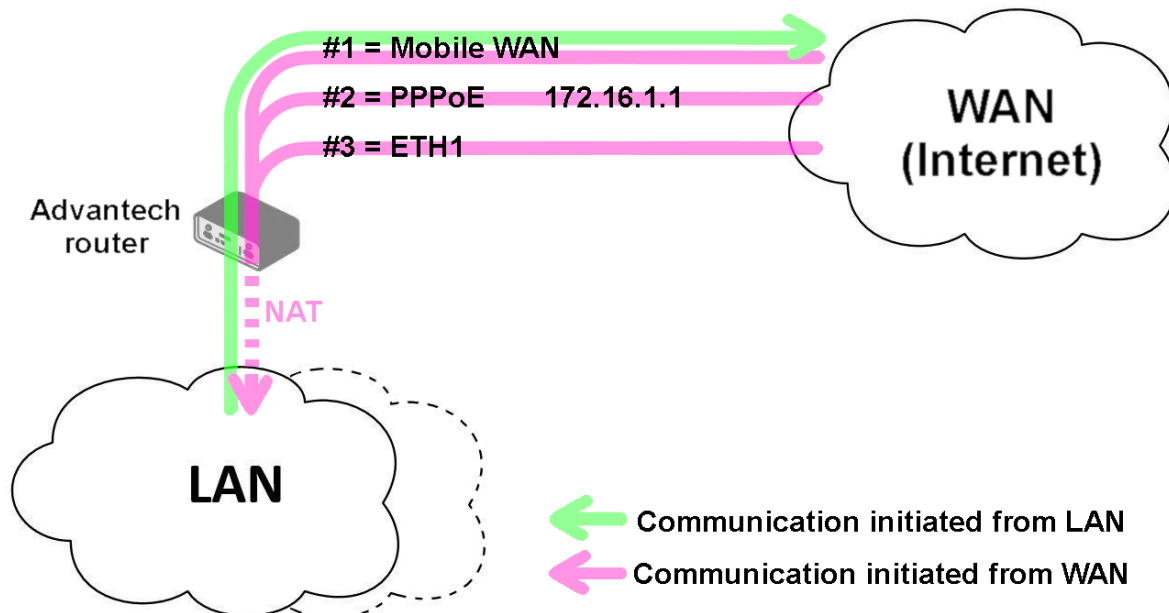 #1 = Mobile WAN
#2 = PPPoE 172.16.1.1
#3 = ETH1
WAN
(Internet)
Advantech
router
NAT
LAN
Communication initiated from LAN
Communication initiated from WAN